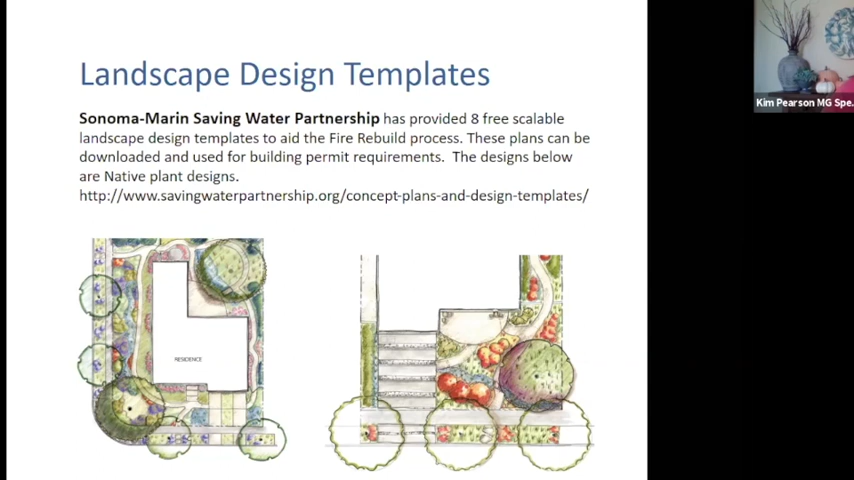 Landscape Design Templates
Sonoma-Marin Saving Water Partnership has provided 8 free scalable
landscape design templates to aid the Fire Rebuild process. These plans can be
downloaded and used for building permit requirements. The designs below
are Native plant designs.
http://www.savingwaterpartnership.org/concept-plans-and-design-templates/
Kim Pearson MG Spe...
RESIDENCE